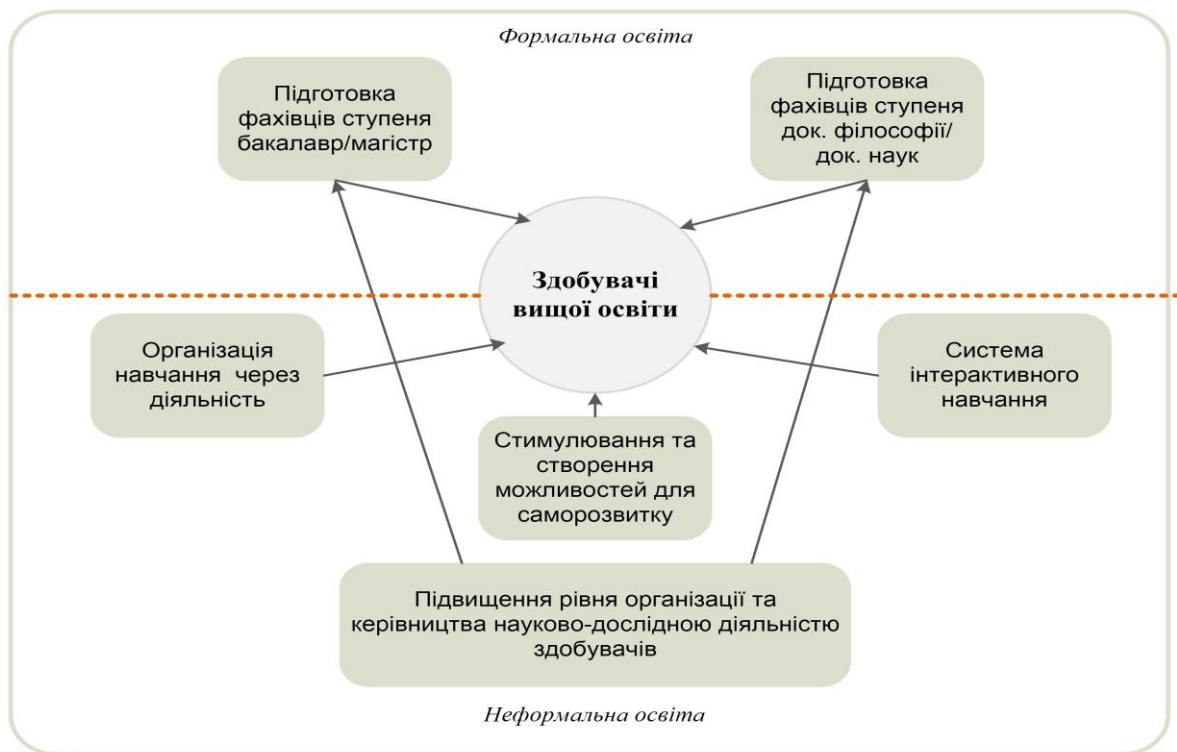 Формальна освіта
Підготовка
фахівців ступеня
бакалавр/магістр
Підготовка
фахівців ступеня
док. філософії/
док. наук
Здобувачі
вищої освіти
Організація
навчання через
діяльність
Система
інтерактивного
навчання
Стимулювання та
створення
можливостей для
саморозвитку
Підвищення рівня організації та
керівництва науково-дослідною діяльністю
здобувачів
Неформальна освіта